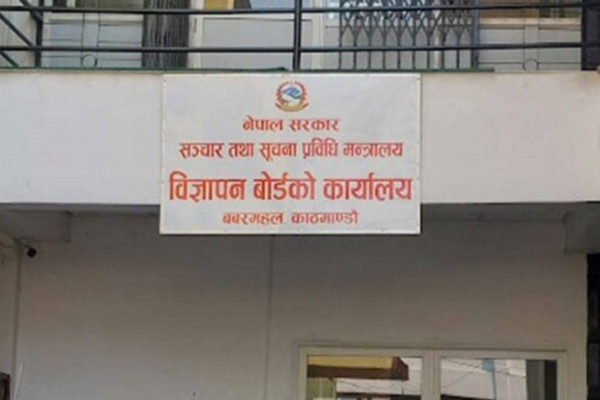 नेपाल सरकार
सञ्चार तथा सूचना प्रविधि मन्त्रालय
विज्ञापन बोर्डको कार्यालय
बबरमहल काठमाण्डौ